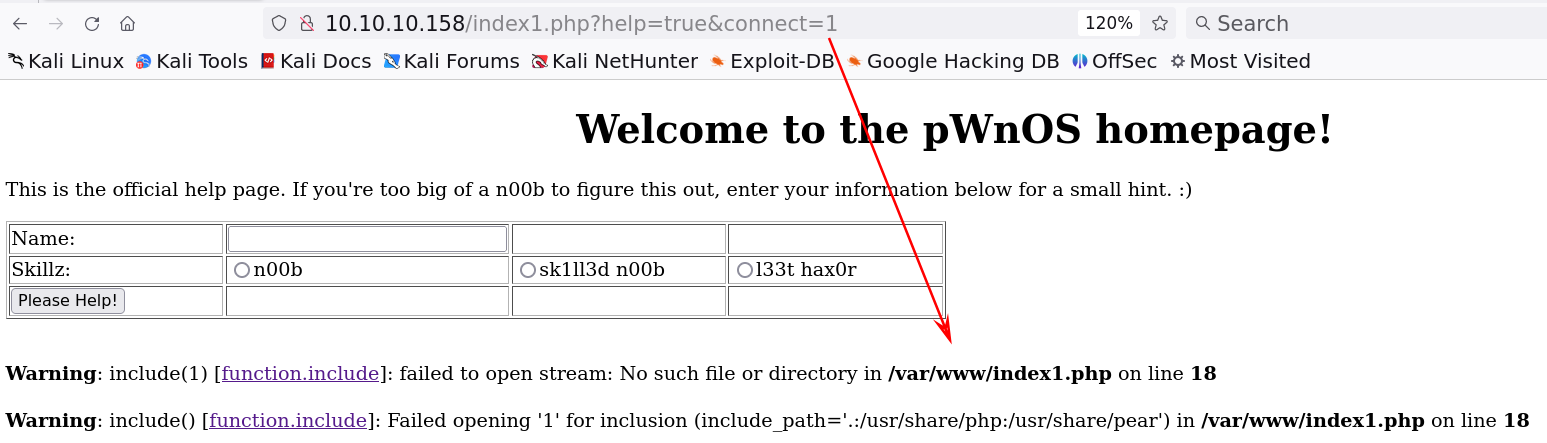 10.10.10.158/index1.php?help=true&connect=1 120% Search
Kali Linux Kali Tools Kali Docs Kali Forums Kali NetHunter Exploit-DB Google Hacking DB OffSec Most Visited
Welcome to the pWnOS homepage!
This is the official help page. If you're too big of a n00b to figure this out, enter your information below for a small hint. :)
Name:
Skillz: n00b sk1ll3d n00b l33t hax0r
Please Help!
Warning: include(1) [function.include]: failed to open stream: No such file or directory in /var/www/index1.php on line 18
Warning: include() [function.include]: Failed opening '1' for inclusion (include_path='.:/usr/share/php:/usr/share/pear') in /var/www/index1.php on line 18